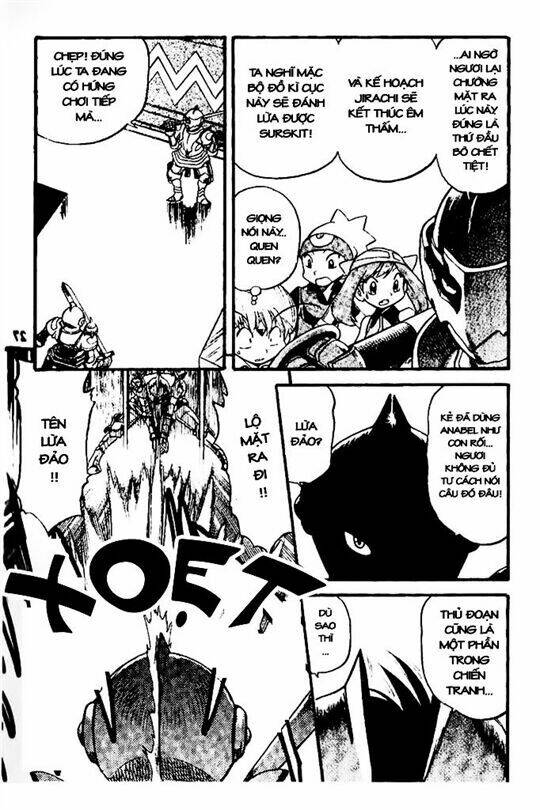 ...AI NGỜ
NGƯƠI LẠI
CHƯỜNG
MẶT RA
LÚC NÀY.
ĐÚNG LÀ
THỨ ĐẦU
BÒ CHẾT
TIỆT!
VÀ KẾ HOẠCH
JIRACHI SẼ
KẾT THÚC ÊM
THẤM...
TA NGHĨ MẶC
BỘ ĐỒ KÌ CỤC
NÀY SẼ ĐÁNH
LỪA ĐƯỢC
SURSKIT!
GIỌNG
NÓI NÀY...
QUEN
QUEN?
CHẸP! ĐÚNG
LÚC TA ĐANG
CÓ HỨNG
CHƠI TIẾP
MÀ...
27
KẺ ĐÃ DÙNG
ANABEL NHƯ
CON RỐI...
NGƯƠI
KHÔNG ĐỦ
TƯ CÁCH NÓI
CÂU ĐÓ ĐÂU!
LỪA
ĐẢO?
LỘ
MẶT
RA ĐI
!!
TÊN
LỪA
ĐẢO
!!
XOẸT
THỦ ĐOẠN
CŨNG LÀ
MỘT PHẦN
TRONG
CHIẾN
TRANH...
DÙ
SAO
THÌ
...